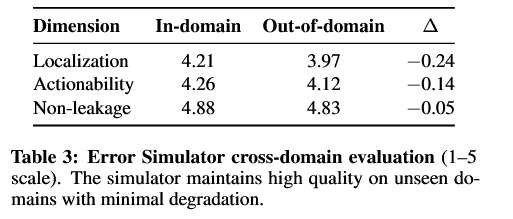 Dimension In-domain Out-of-domain Δ
Localization 4.21 3.97 −0.24
Actionability 4.26 4.12 −0.14
Non-leakage 4.88 4.83 −0.05
Table 3: Error Simulator cross-domain evaluation (1–5
scale). The simulator maintains high quality on unseen do-
mains with minimal degradation.